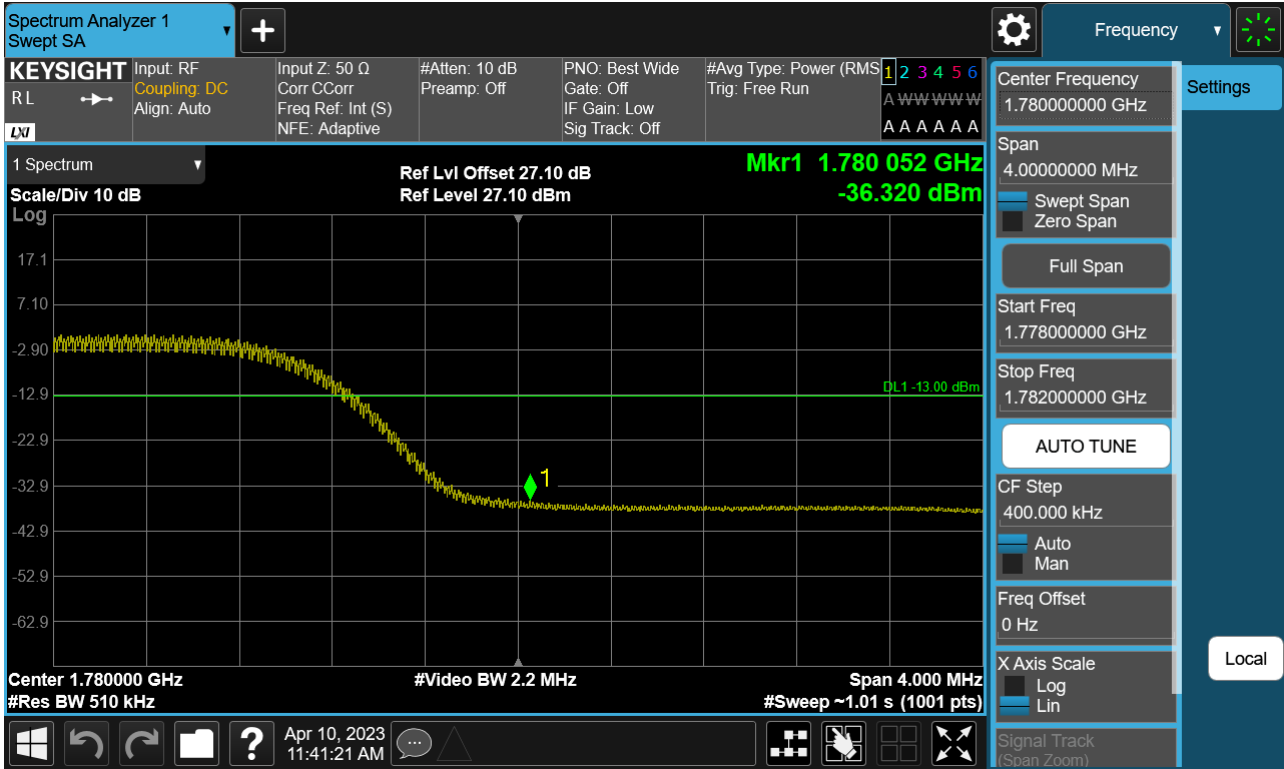 Spectrum Analyzer 1
Swept SA
Frequency
KEYSIGHT
R L
LXI
Input: RF
Coupling: DC
Align: Auto
Input Z: 50 Ω
Corr CCorr
Freq Ref: Int (S)
NFE: Adaptive
#Atten: 10 dB
Preamp: Off
PNO: Best Wide
Gate: Off
IF Gain: Low
Sig Track: Off
#Avg Type: Power (RMS
Trig: Free Run
1 2 3 4 5 6
A W W W W W
A A A A A A
1 Spectrum
Scale/Div 10 dB
Log
Ref Lvl Offset 27.10 dB
Ref Level 27.10 dBm
Mkr1 1.780 052 GHz
-36.320 dBm
17.1
7.10
-2.90
-12.9
-22.9
-32.9
-42.9
-52.9
-62.9
DL1 -13.00 dBm
1
Center 1.780000 GHz
#Video BW 2.2 MHz
Span 4.000 MHz
#Res BW 510 kHz
#Sweep ~1.01 s (1001 pts)
Center Frequency
1.780000000 GHz
Settings
Span
4.00000000 MHz
Swept Span
Zero Span
Full Span
Start Freq
1.778000000 GHz
Stop Freq
1.782000000 GHz
AUTO TUNE
CF Step
400.000 kHz
Auto
Man
Freq Offset
0 Hz
X Axis Scale
Log
Lin
Local
Signal Track
(Span Zoom)
?
Apr 10, 2023
11:41:21 AM